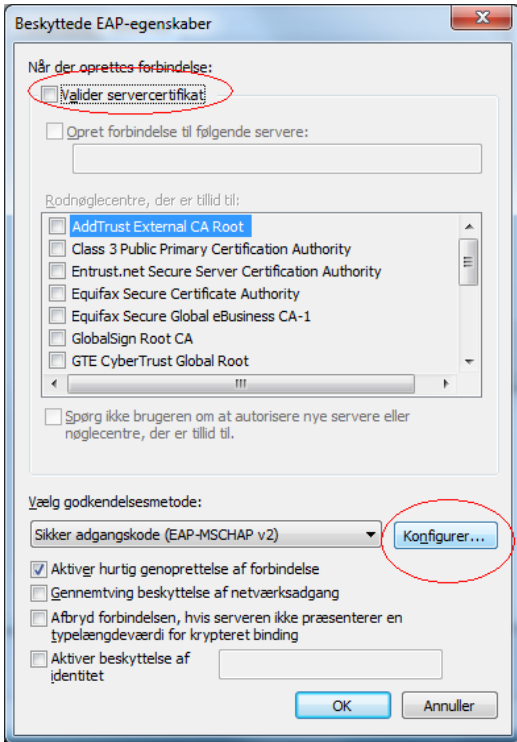 Beskyttede EAP-egenskaber
Når der oprettes forbindelse:
Valider servercertifikat
Opret forbindelse til følgende servere:
Rodnøglecentre, der er tillid til:
AddTrust External CA Root
Class 3 Public Primary Certification Authority
Entrust.net Secure Server Certification Authority
Equifax Secure Certificate Authority
Equifax Secure Global eBusiness CA-1
GlobalSign Root CA
GTE CyberTrust Global Root
Spørg ikke brugeren om at autorisere nye servere eller
nøglecentre, der er tillid til.
Vælg godkendelsesmetode:
Sikker adgangskode (EAP-MSCHAP v2)
Konfigurer...
Aktiver hurtig genoprettelse af forbindelse
Gennemtving beskyttelse af netværksadgang
Afbryd forbindelsen, hvis serveren ikke præsenterer en
typelængdeværdi for krypteret binding
Aktiver beskyttelse af
identitet
OK
Annuller